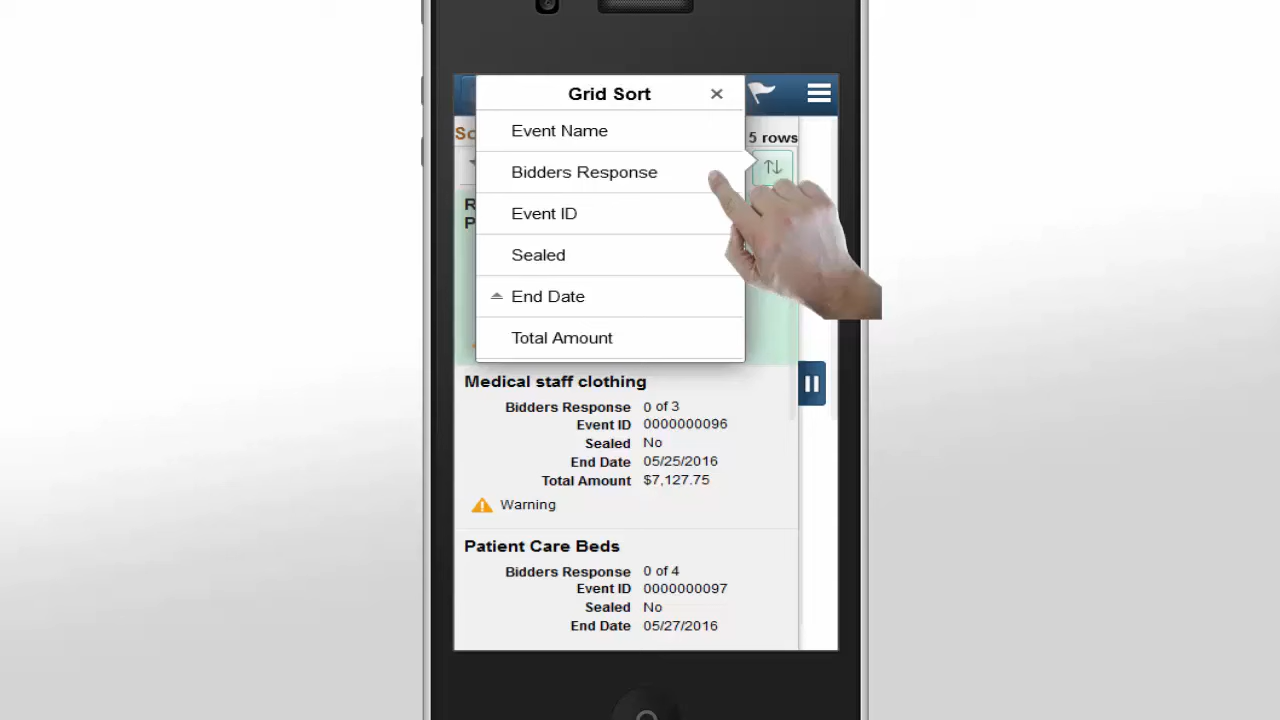 Grid Sort
Event Name
Bidders Response
Event ID
Sealed
End Date
Total Amount
So
5 rows
R
P
Medical staff clothing
Bidders Response 0 of 3
Event ID 0000000096
Sealed No
End Date 05/25/2016
Total Amount $7,127.75
Warning
Patient Care Beds
Bidders Response 0 of 4
Event ID 0000000097
Sealed No
End Date 05/27/2016